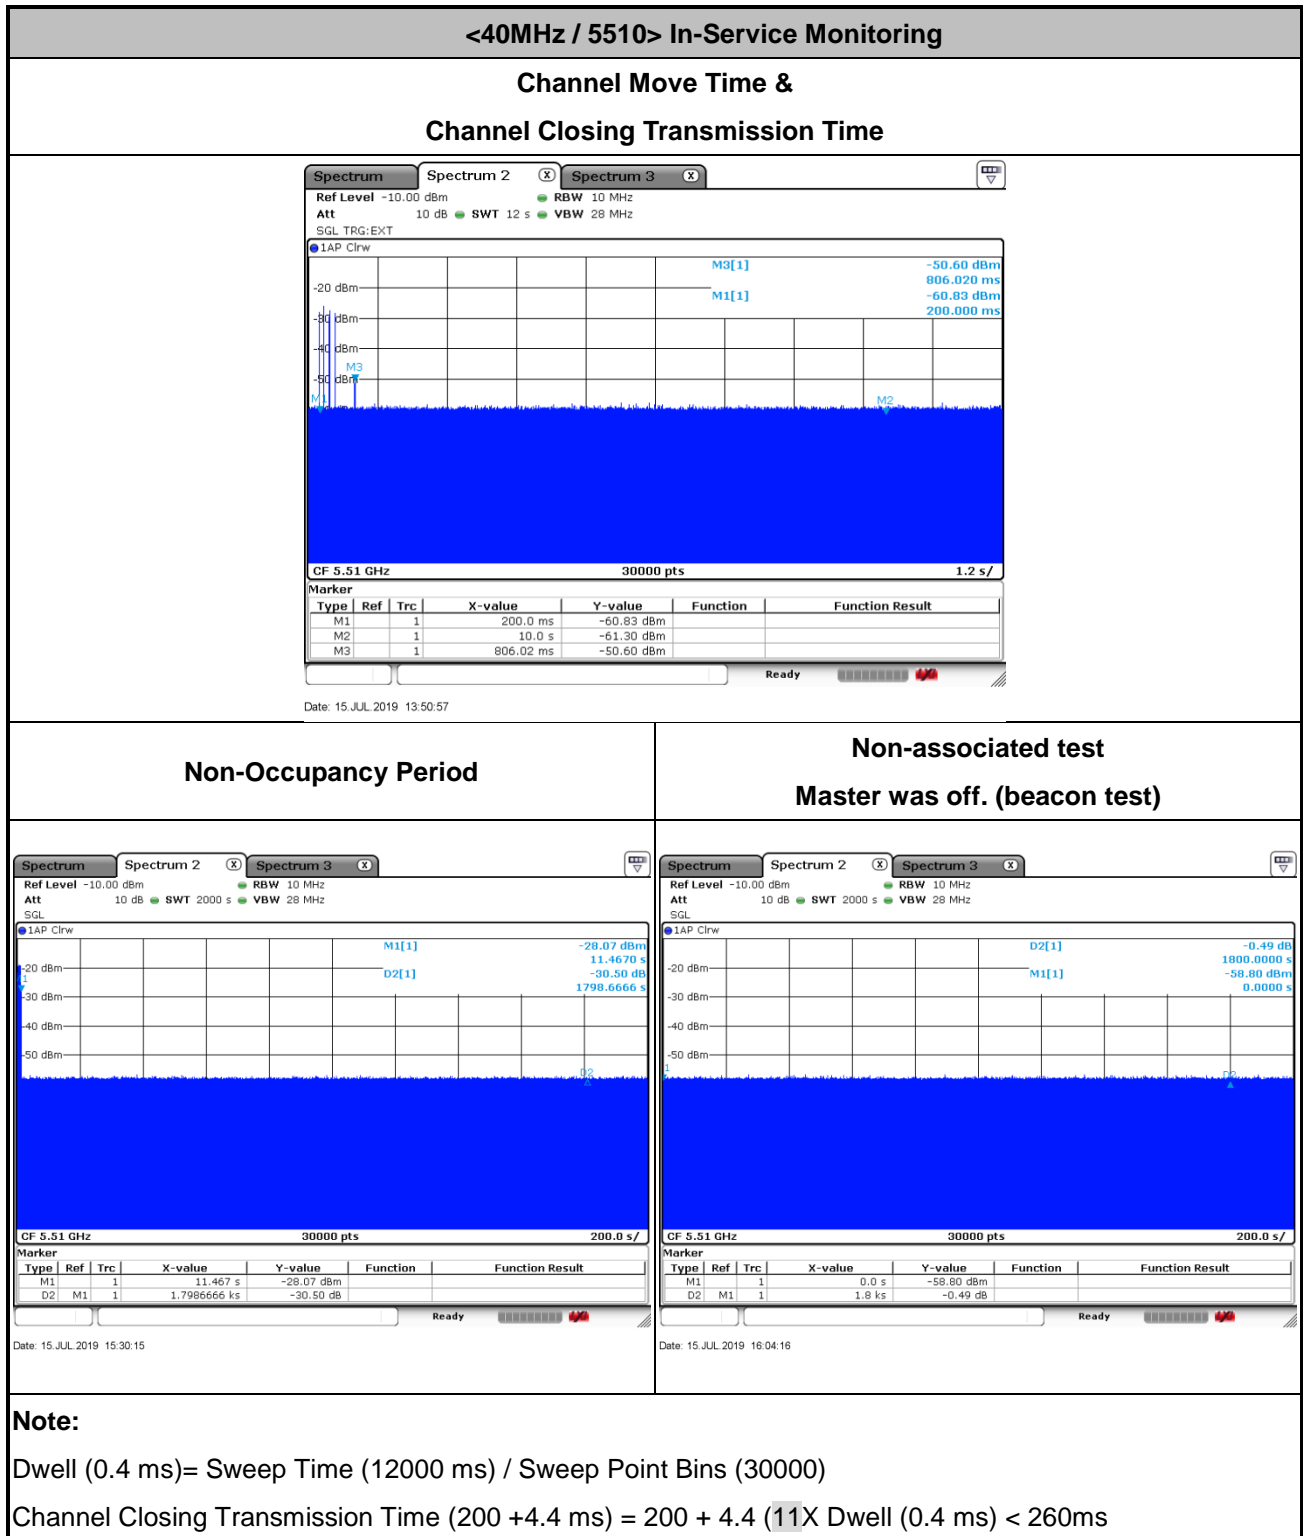 <40MHz / 5510> In-Service Monitoring
Channel Move Time &
Channel Closing Transmission Time
Spectrum Spectrum 2 X Spectrum 3 X
Ref Level -10.00 dBm RBW 10 MHz
Att 10 dB SWT 12 s VBW 28 MHz
SGL TRG:EXT
1AP Clrw
M3[1] -50.60 dBm
806.020 ms
-20 dBm
M1[1] -60.83 dBm
200.000 ms
-30 dBm
-40 dBm
M3
-50 dBm
M1
M2
CF 5.51 GHz 30000 pts 1.2 s/
Marker
Type Ref Trc X-value Y-value Function Function Result
M1 1 200.0 ms -60.83 dBm
M2 1 10.0 s -61.30 dBm
M3 1 806.02 ms -50.60 dBm
Ready
Date: 15.JUL.2019 13:50:57
Non-Occupancy Period
Spectrum Spectrum 2 X Spectrum 3 X
Ref Level -10.00 dBm RBW 10 MHz
Att 10 dB SWT 2000 s VBW 28 MHz
SGL
1AP Clrw
M1[1] -28.07 dBm
11.4670 s
-20 dBm
D2[1] -30.50 dB
1798.6666 s
1
-30 dBm
-40 dBm
-50 dBm
D2
CF 5.51 GHz 30000 pts 200.0 s/
Marker
Type Ref Trc X-value Y-value Function Function Result
M1 1 11.467 s -28.07 dBm
D2 M1 1 1.7986666 ks -30.50 dB
Ready
Date: 15.JUL.2019 15:30:15
Non-associated test
Master was off. (beacon test)
Spectrum Spectrum 2 X Spectrum 3 X
Ref Level -10.00 dBm RBW 10 MHz
Att 10 dB SWT 2000 s VBW 28 MHz
SGL
1AP Clrw
D2[1] -0.49 dB
1800.0000 s
-20 dBm
M1[1] -58.80 dBm
0.0000 s
-30 dBm
-40 dBm
-50 dBm
1
D2
CF 5.51 GHz 30000 pts 200.0 s/
Marker
Type Ref Trc X-value Y-value Function Function Result
M1 1 0.0 s -58.80 dBm
D2 M1 1 1.8 ks -0.49 dB
Ready
Date: 15.JUL.2019 16:04:16
Note:
Dwell (0.4 ms)= Sweep Time (12000 ms) / Sweep Point Bins (30000)
Channel Closing Transmission Time (200 +4.4 ms) = 200 + 4.4 (11X Dwell (0.4 ms) < 260ms